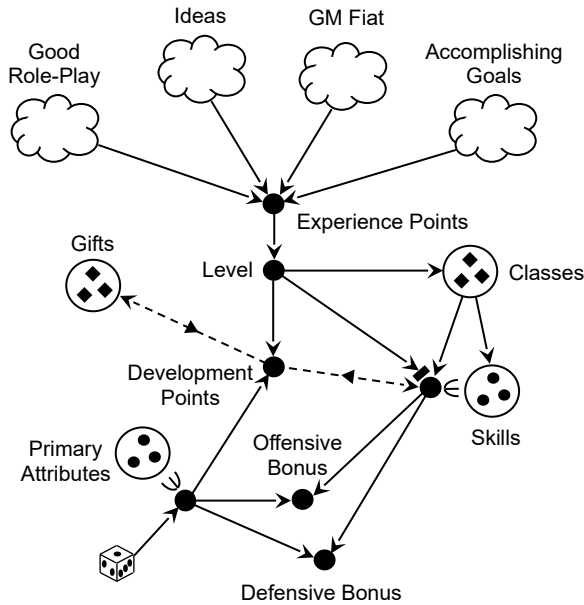 Ideas
GM Fiat
Good
Role-Play
Accomplishing
Goals
Experience Points
Gifts
Level
Classes
Development
Points
Skills
Offensive
Bonus
Primary
Attributes
Defensive Bonus